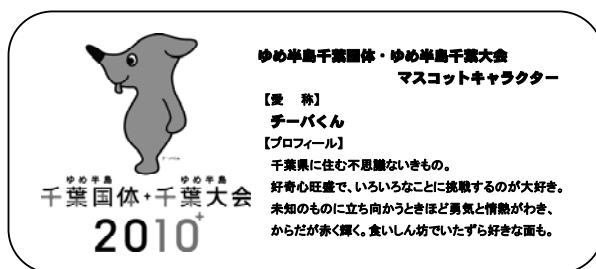 ゆめ半島千葉国体・ゆめ半島千葉大会
マスコットキャラクター
【愛　称】
チーバくん
【プロフィール】
千葉県に住む不思議ないきもの。
好奇心旺盛で、いろいろなことに挑戦するのが大好き。
未知のものに立ち向かうときほど勇気と情熱がわき、
からだが赤く輝く。食いしん坊でいたずら好きな面も。
チーバくん
ゆめ半島　ゆめ半島
千葉国体+千葉大会
2010+